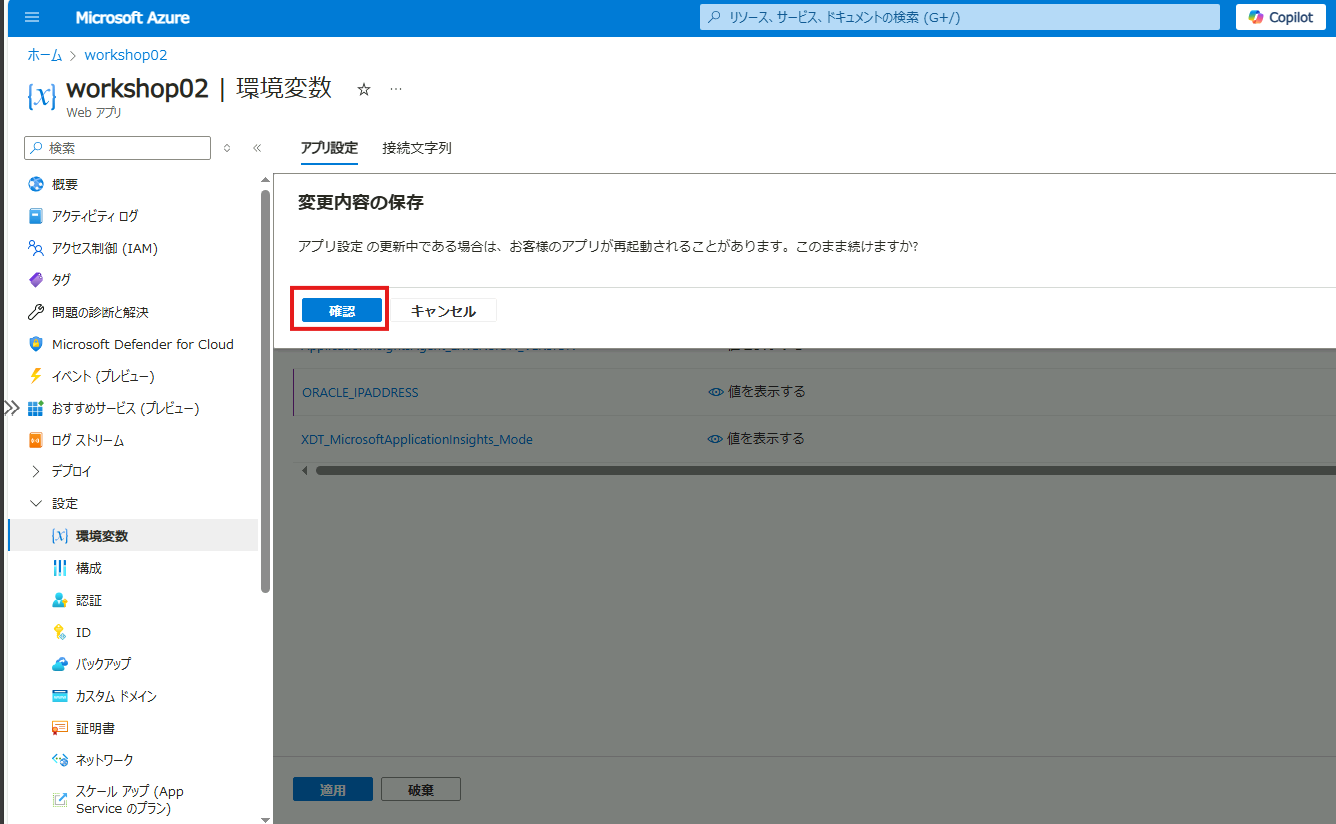 Microsoft Azure
リソース、サービス、ドキュメントの検索 (G+/)
Copilot
ホーム > workshop02
workshop02 | 環境変数
Web アプリ
検索
アプリ設定 接続文字列
概要
アクティビティ ログ
アクセス制御 (IAM)
タグ
問題の診断と解決
Microsoft Defender for Cloud
イベント (プレビュー)
おすすめサービス (プレビュー)
ログ ストリーム
デプロイ
設定
環境変数
構成
認証
ID
バックアップ
カスタム ドメイン
証明書
ネットワーク
スケール アップ (App
Service のプラン)
変更内容の保存
アプリ設定 の更新中である場合は、お客様のアプリが再起動されることがあります。このまま続けますか?
確認 キャンセル
ORACLE_IPADDRESS 値を表示する
XDT_MicrosoftApplicationInsights_Mode 値を表示する
適用 破棄